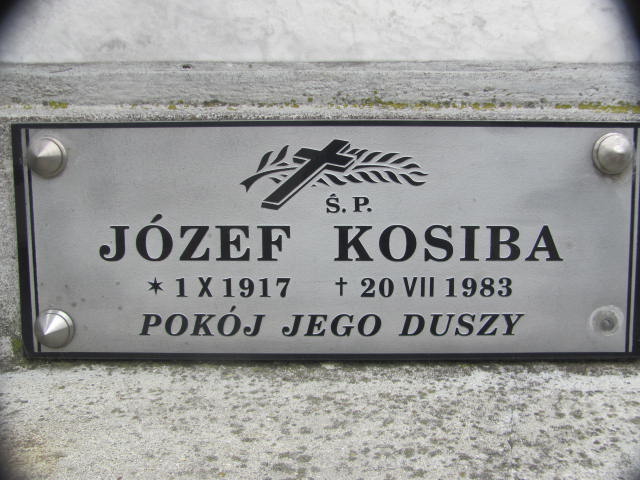 Ś. P.
JÓZEF KOSIBA
* 1 X 1917 † 20 VII 1983
POKÓJ JEGO DUSZY